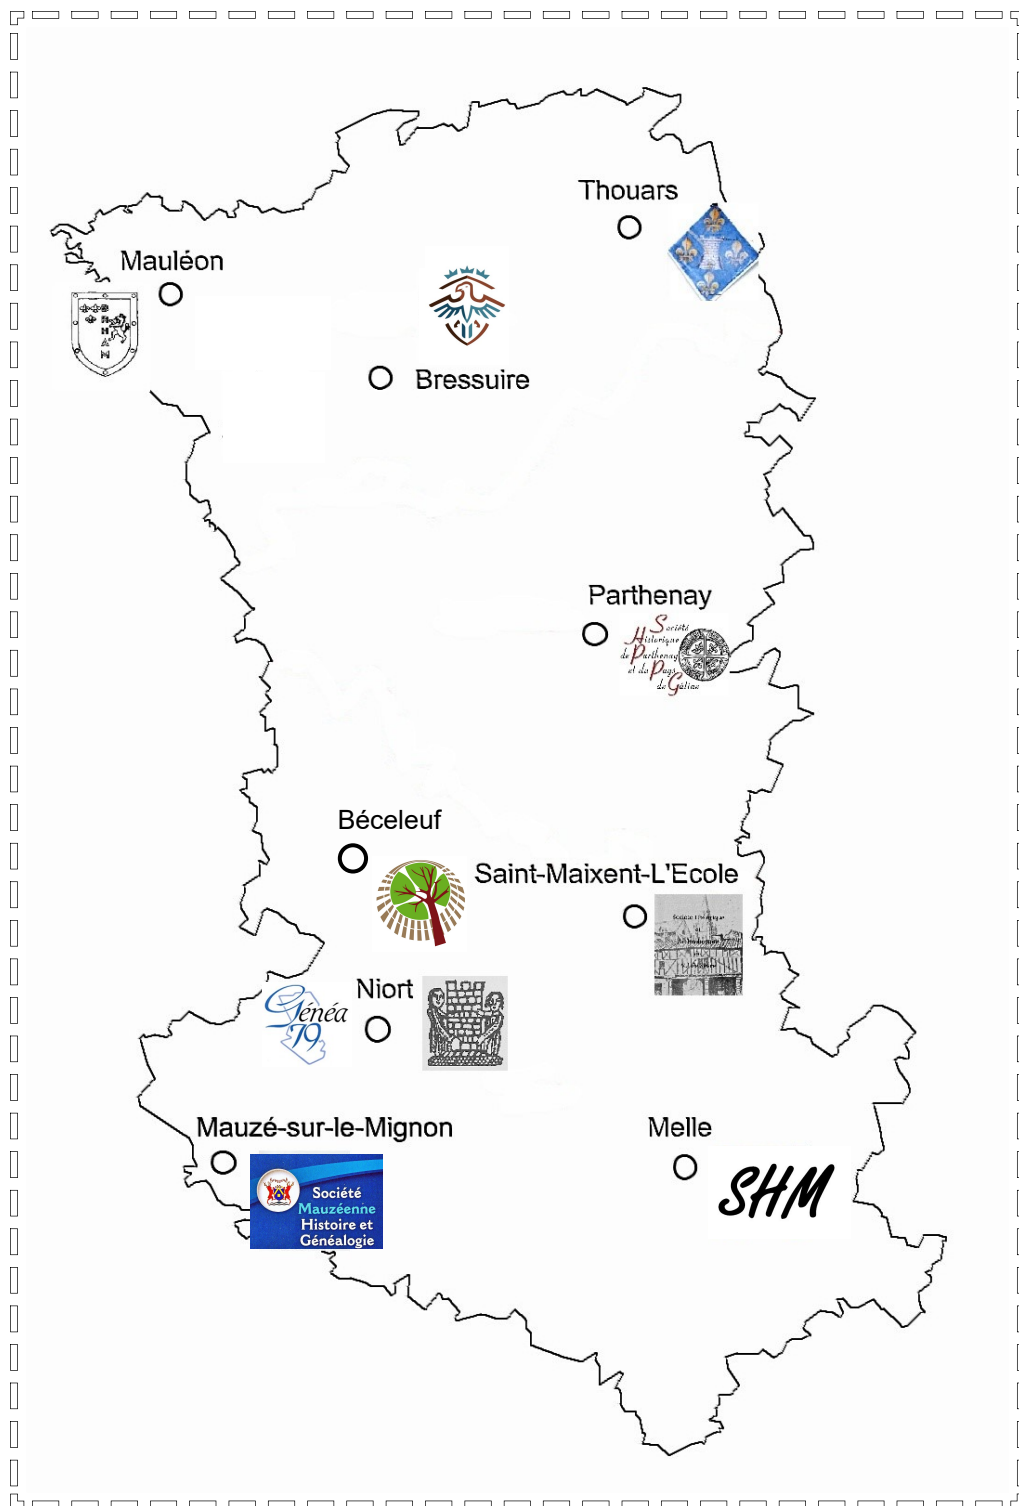 Thouars
Mauléon
Bressuire
Parthenay
Société
Historique
de Parthenay
et du Pays
de Gâtine
Béceleuf
Saint-Maixent-L'Ecole
Niort
Généa
79
Mauzé-sur-le-Mignon
Société
Mauzéenne
Histoire et
Généalogie
Melle
SHM